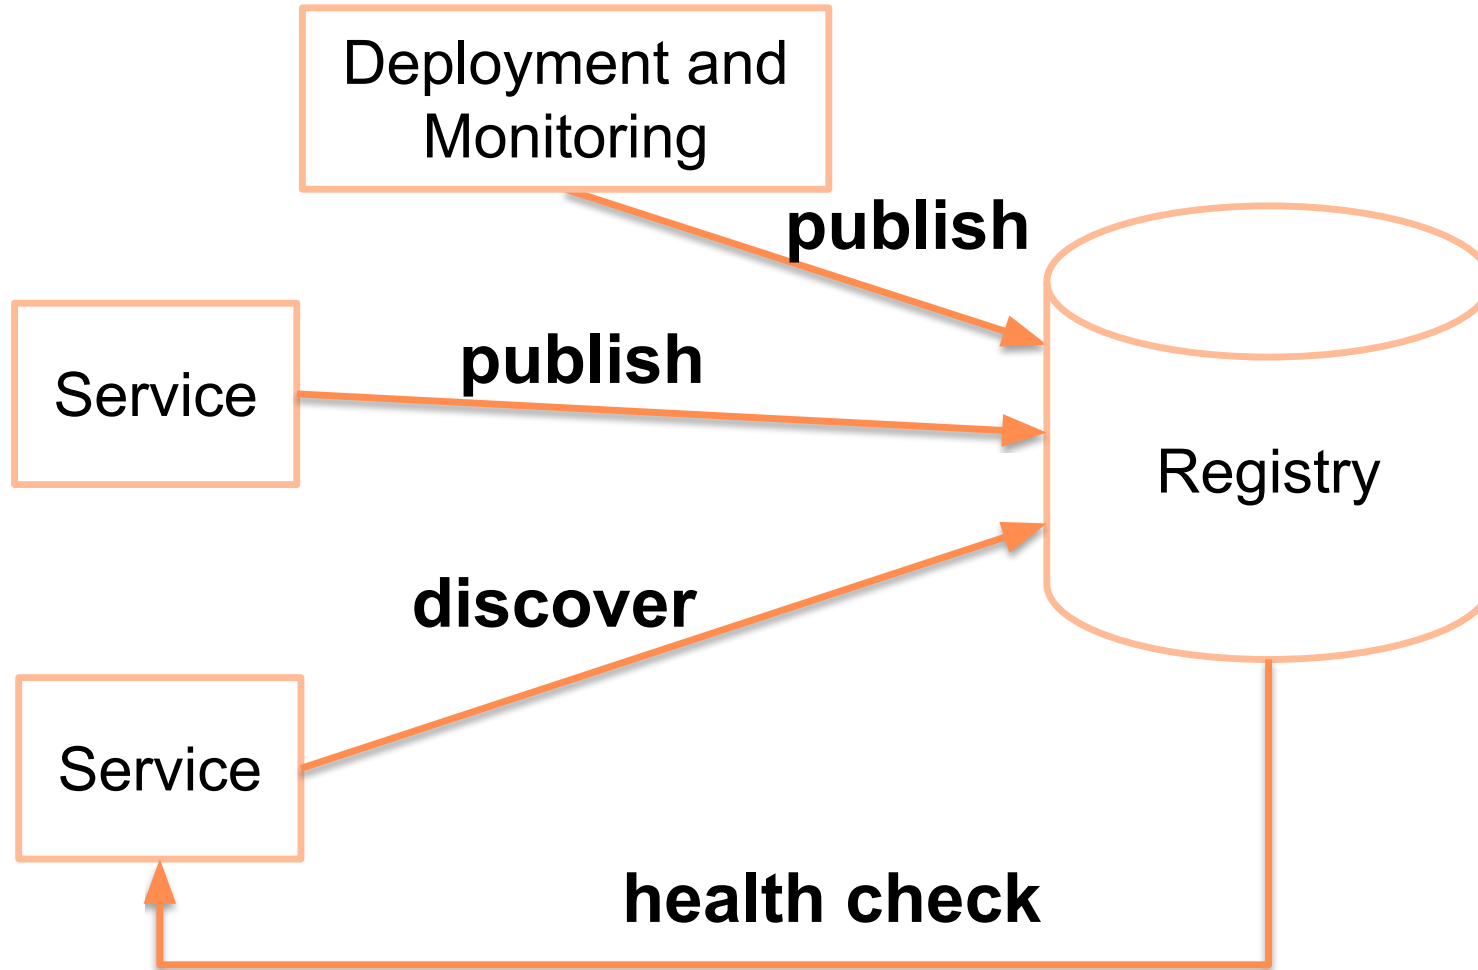 Deployment and
Monitoring
publish
publish
Service
Registry
discover
Service
health check